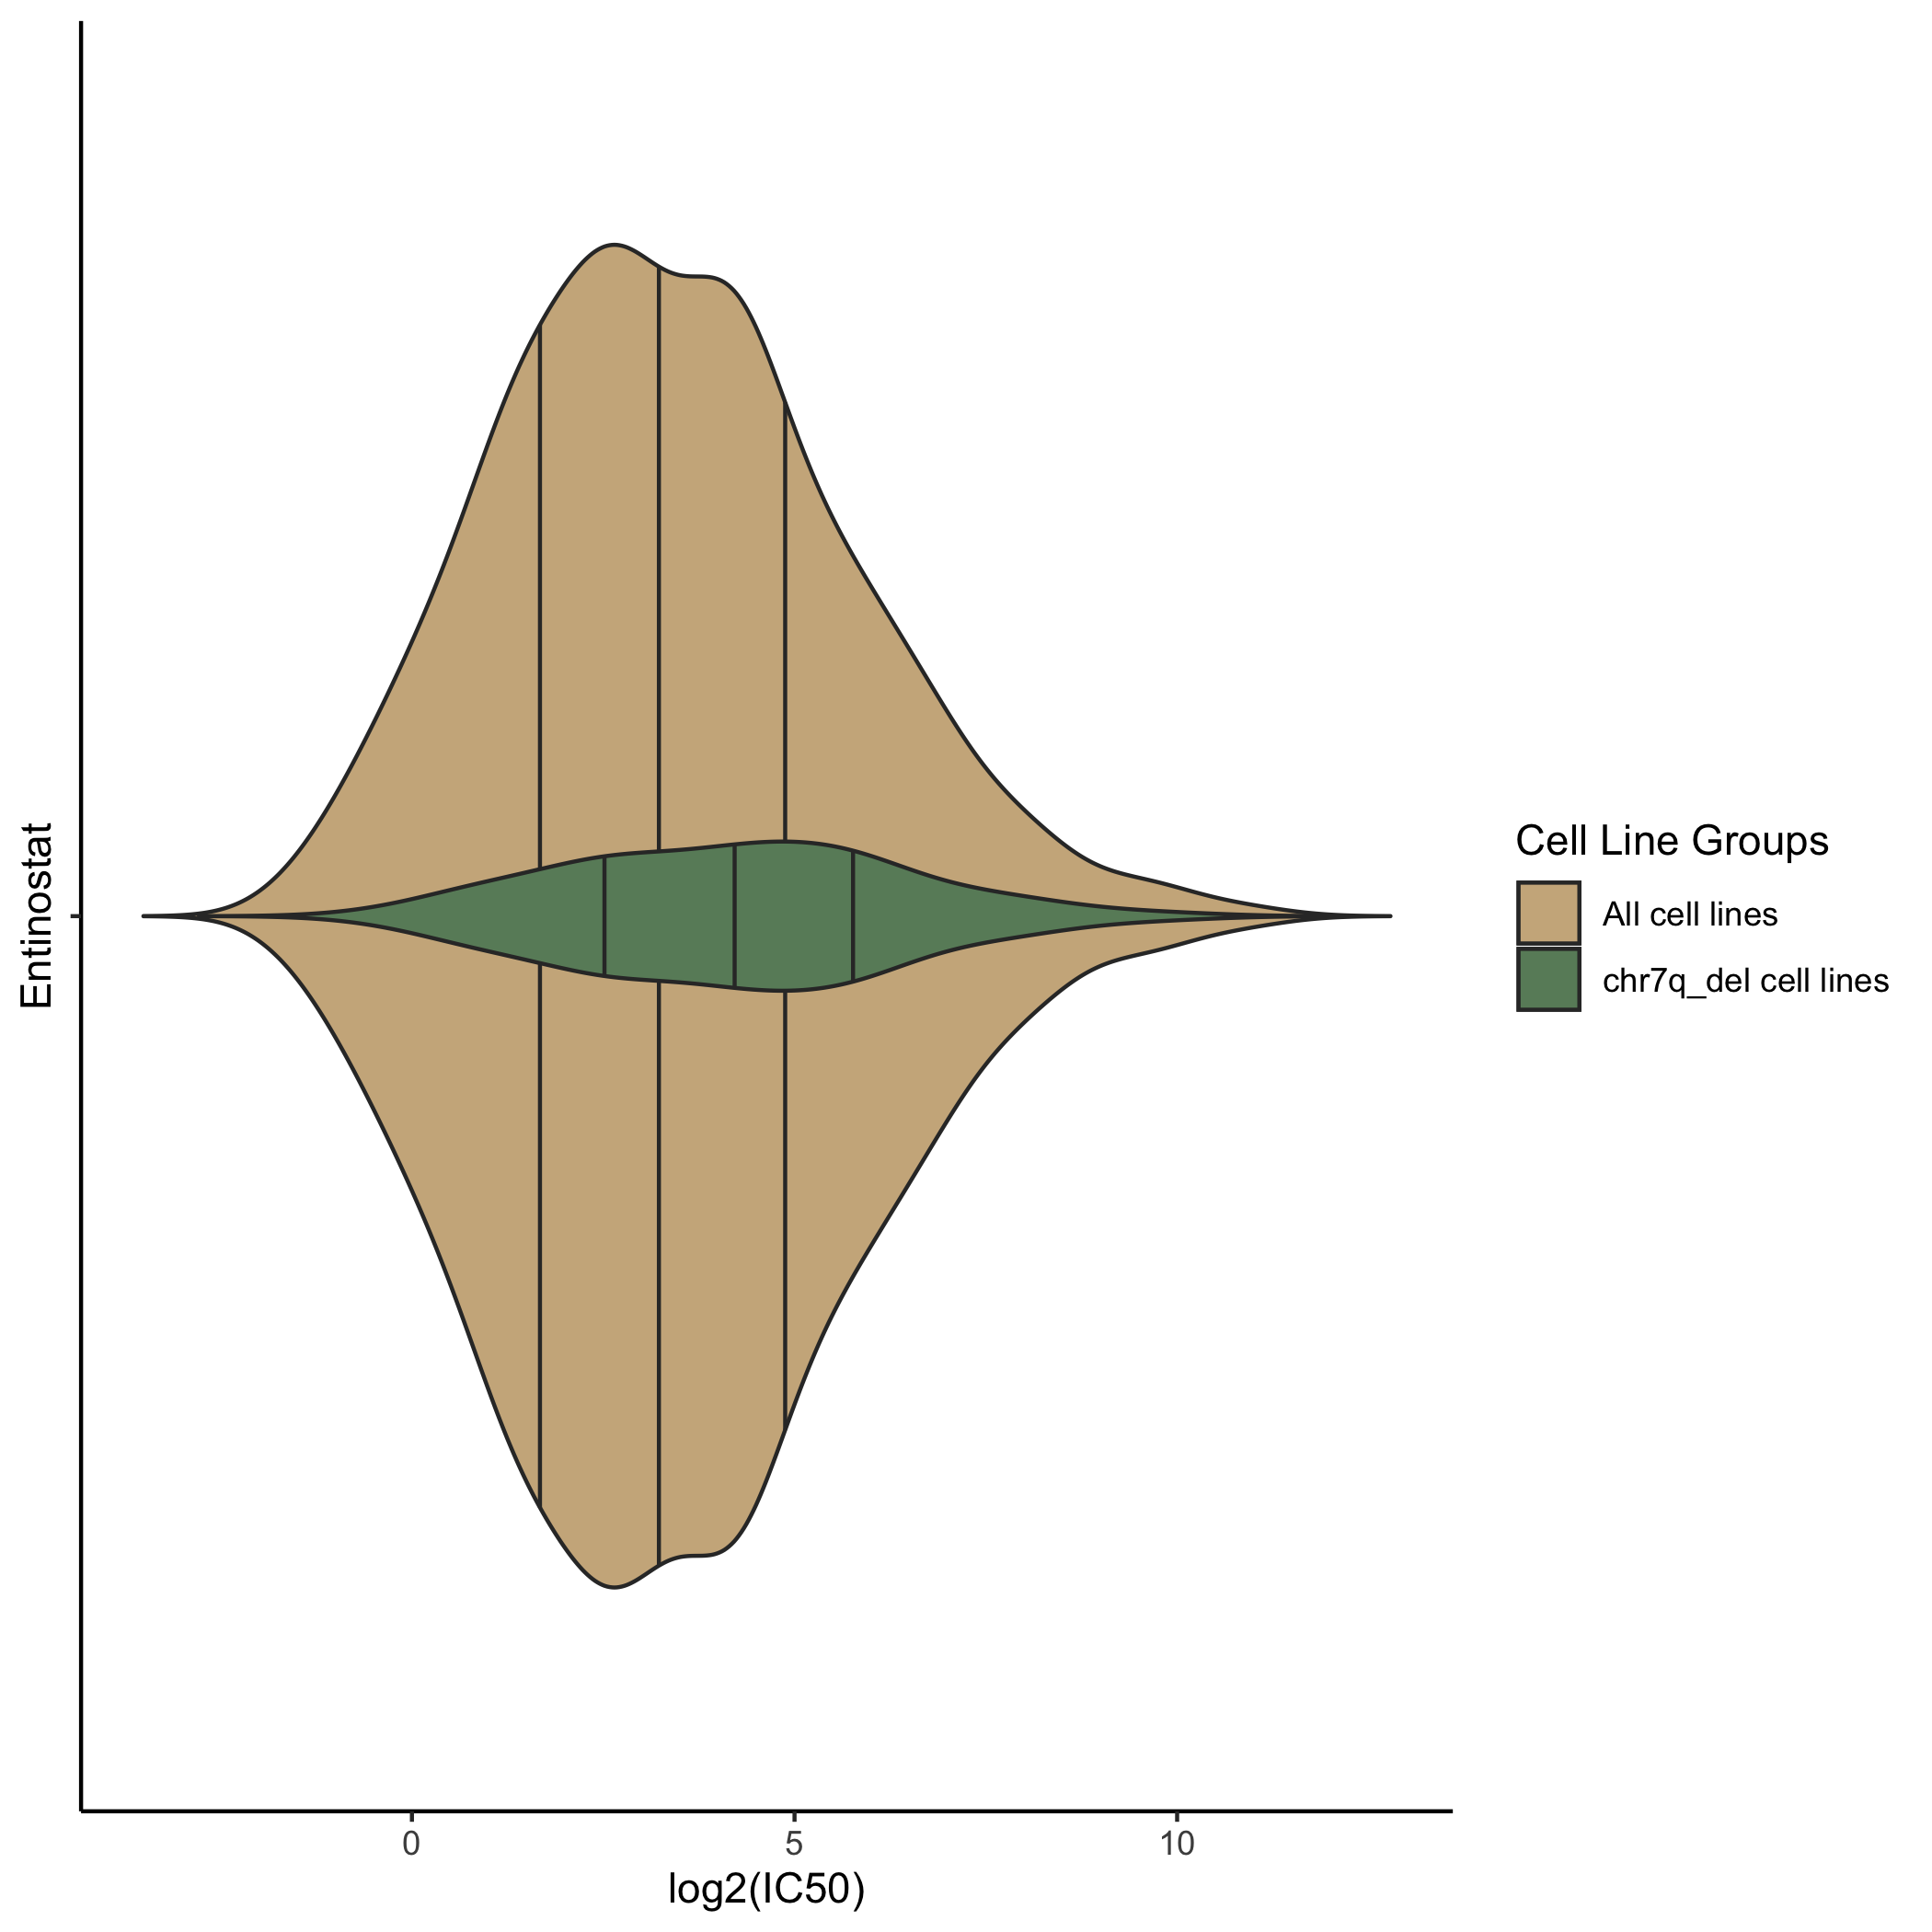 Entinostat
0 5 10
log2(IC50)
Cell Line Groups
All cell lines
chr7q_del cell lines